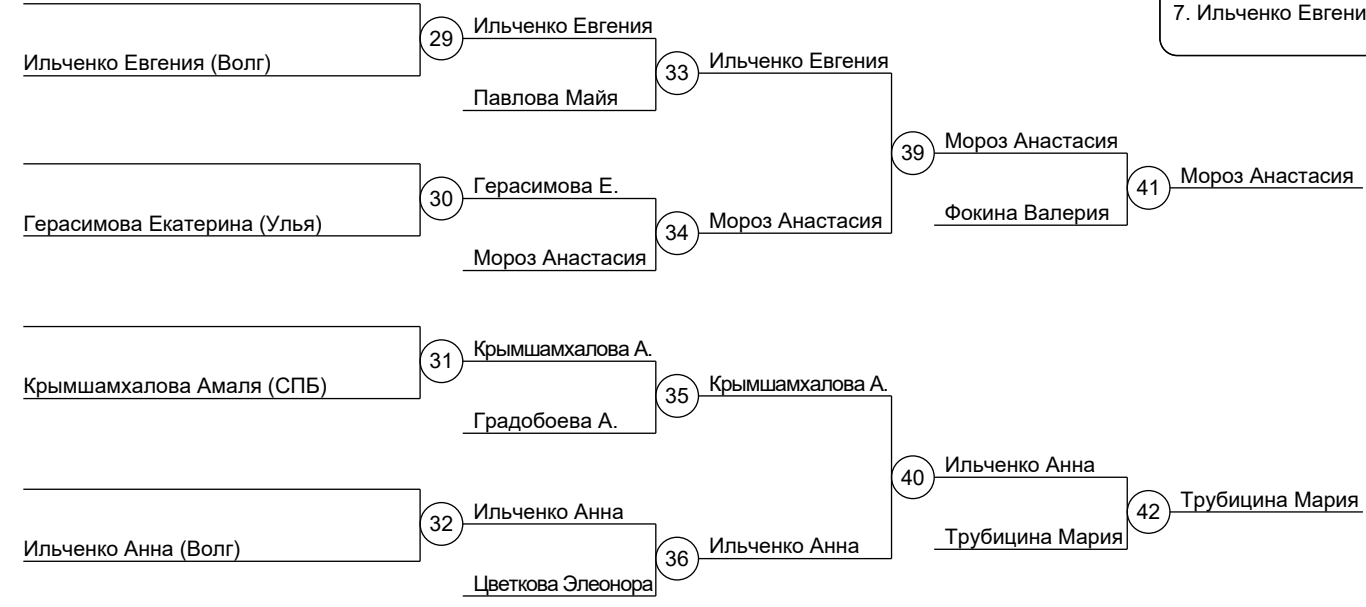 7. Ильченко Евгени
29
Ильченко Евгения
Ильченко Евгения (Волг)
33
Ильченко Евгения
Павлова Майя
39
Мороз Анастасия
30
Герасимова Е.
Герасимова Екатерина (Улья)
34
Мороз Анастасия
Мороз Анастасия
41
Мороз Анастасия
Фокина Валерия
31
Крымшамхалова А.
Крымшамхалова Амаля (СПБ)
35
Крымшамхалова А.
Градобоева А.
40
Ильченко Анна
32
Ильченко Анна
Ильченко Анна (Волг)
36
Ильченко Анна
Цветкова Элеонора
42
Трубицина Мария
Трубицина Мария